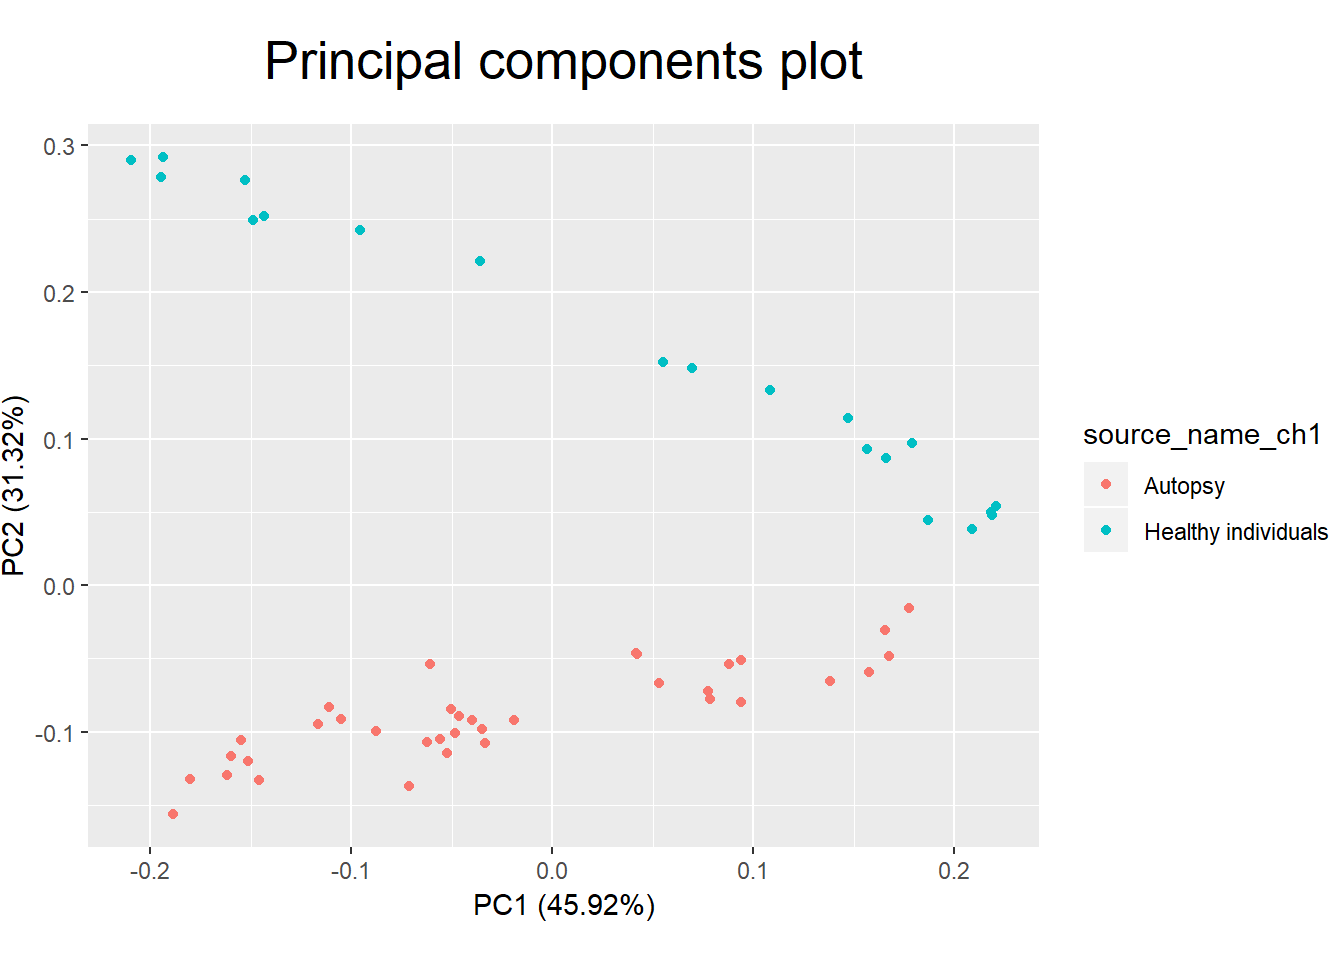 Principal components plot
0.3
0.2
0.1
0.0
-0.1
PC2 (31.32%)
-0.2 -0.1 0.0 0.1 0.2
PC1 (45.92%)
source_name_ch1
Autopsy
Healthy individuals